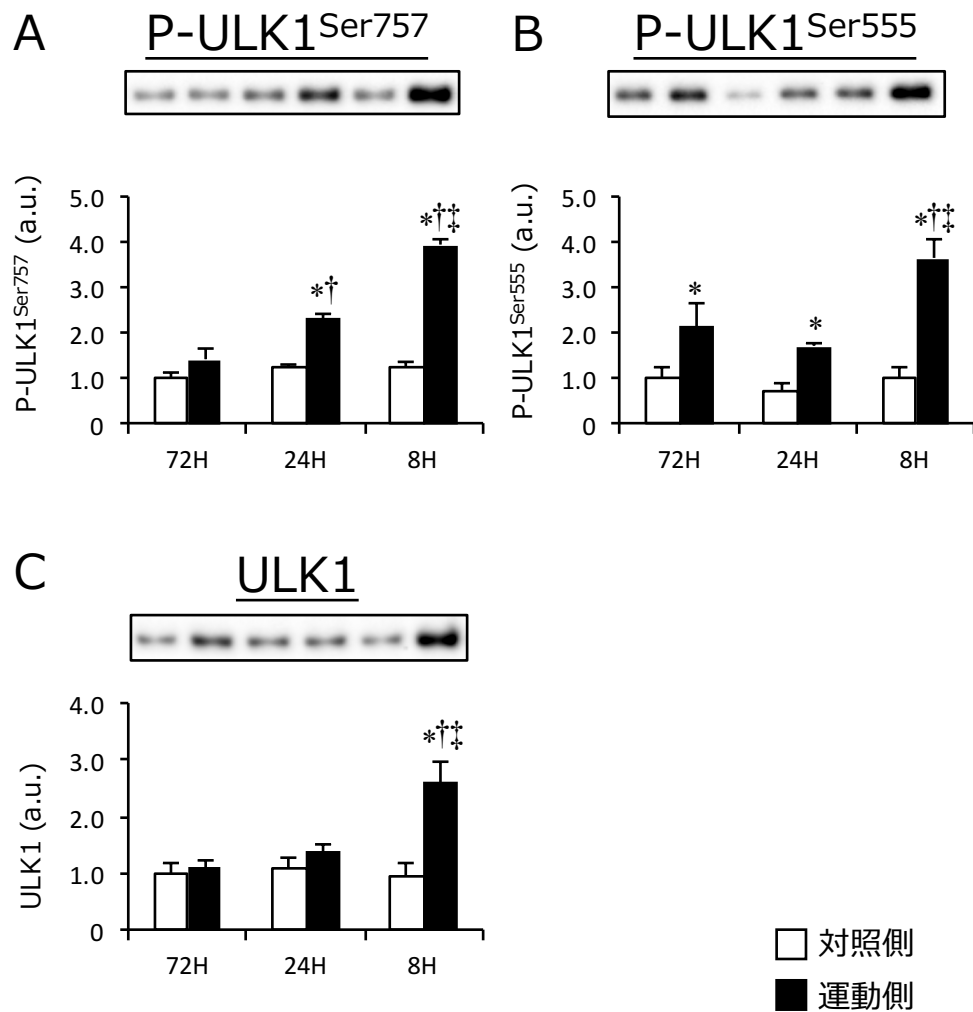 A
P-ULK1Ser757
P-ULK1Ser757 (a.u.)
5.0
4.0
3.0
2.0
1.0
0
*†
*†‡
72H 24H 8H
B
P-ULK1Ser555
P-ULK1Ser555 (a.u.)
5.0
4.0
3.0
2.0
1.0
0
*
*
*†‡
72H 24H 8H
C
ULK1
ULK1 (a.u.)
4.0
3.0
2.0
1.0
0
*†‡
72H 24H 8H
対照側
運動側